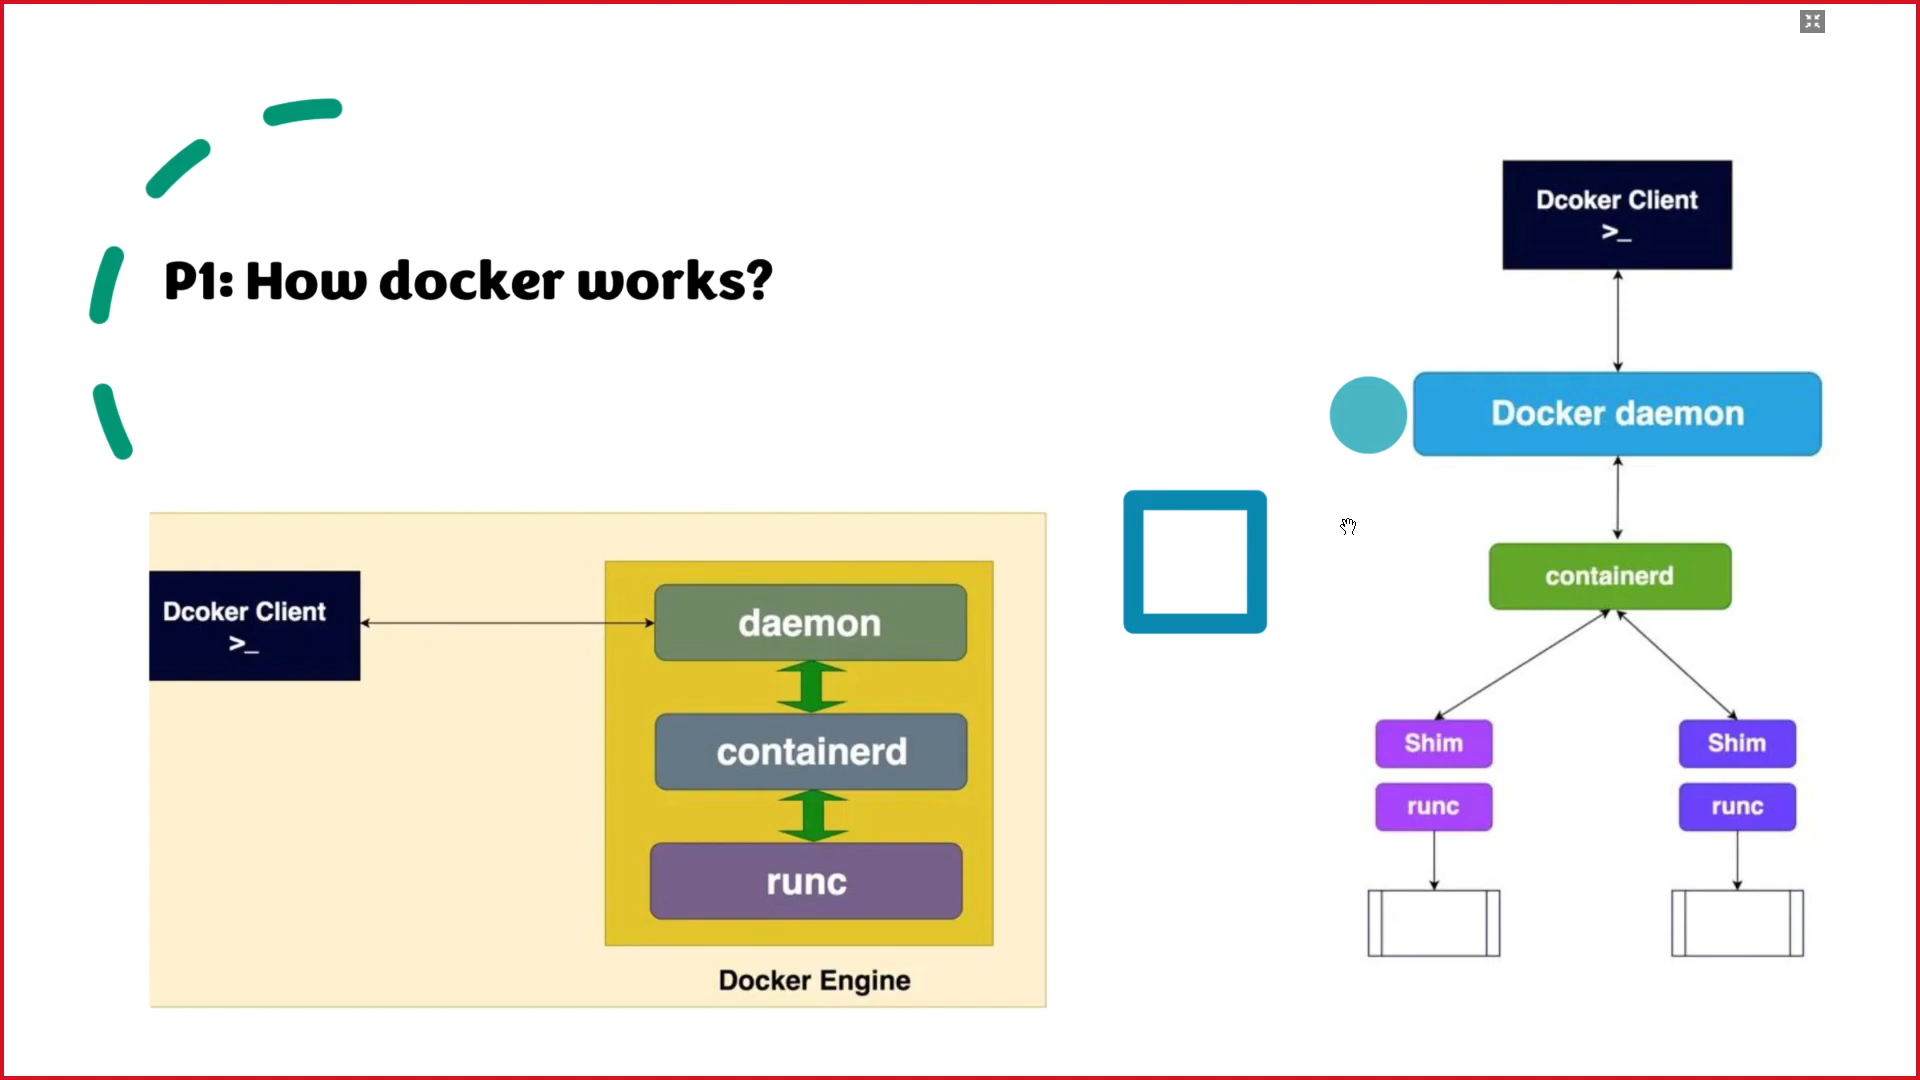 P1: How docker works?
Dcoker Client
>_
daemon
containerd
runc
Docker Engine
Dcoker Client
>_
Docker daemon
containerd
Shim
Shim
runc
runc